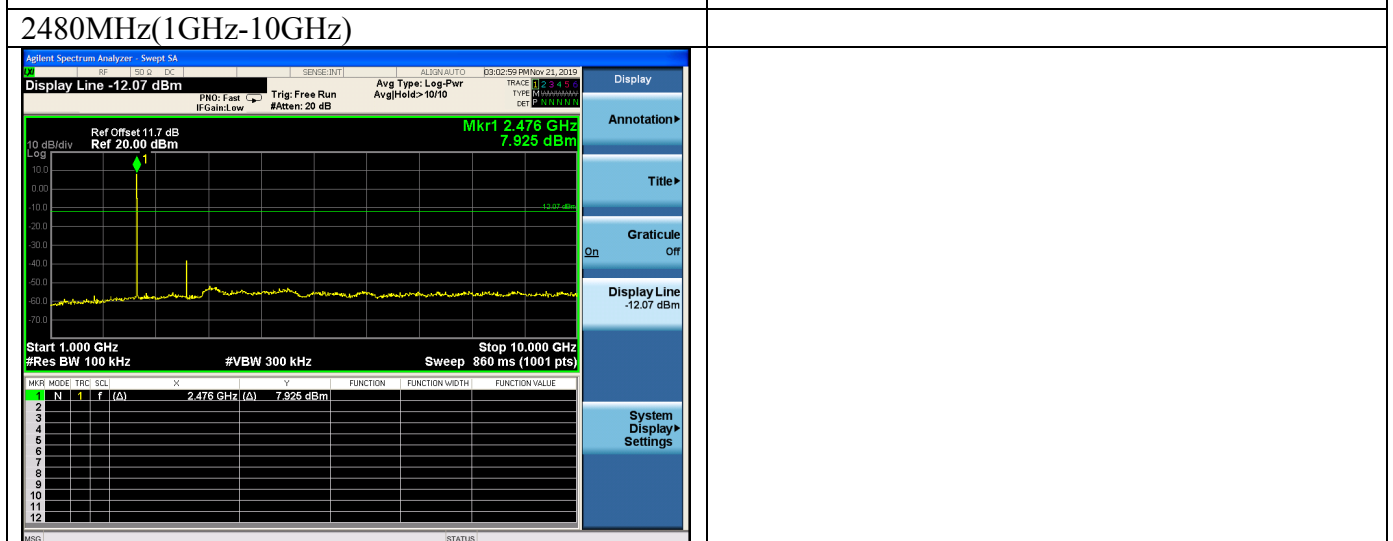 2480MHz(1GHz-10GHz)
Agilent Spectrum Analyzer - Swept SA
RF 50 Ω DC SENSE:INT ALIGN AUTO 03:02:59 PM Nov 21, 2019
Display Line -12.07 dBm
PNO: Fast
IFGain:Low
Trig: Free Run
#Atten: 20 dB
Avg Type: Log-Pwr
Avg|Hold:> 10/10
TRACE 1 2 3 4 5 6
TYPE M
DET P N N N N N
Ref Offset 11.7 dB
Ref 20.00 dBm
10 dB/div
Log
Mkr1 2.476 GHz
7.925 dBm
1
10.0
0.00
-10.0
-12.07 dBm
-20.0
-30.0
-40.0
-50.0
-60.0
-70.0
Start 1.000 GHz
Stop 10.000 GHz
#Res BW 100 kHz
#VBW 300 kHz
Sweep 860 ms (1001 pts)
MKR MODE TRC SCL X Y FUNCTION FUNCTION WIDTH FUNCTION VALUE
1 N 1 f (Δ) 2.476 GHz (Δ) 7.925 dBm
2
3
4
5
6
7
8
9
10
11
12
MSG
STATUS
Display
Annotation
Title
Graticule
On Off
Display Line
-12.07 dBm
System
Display
Settings